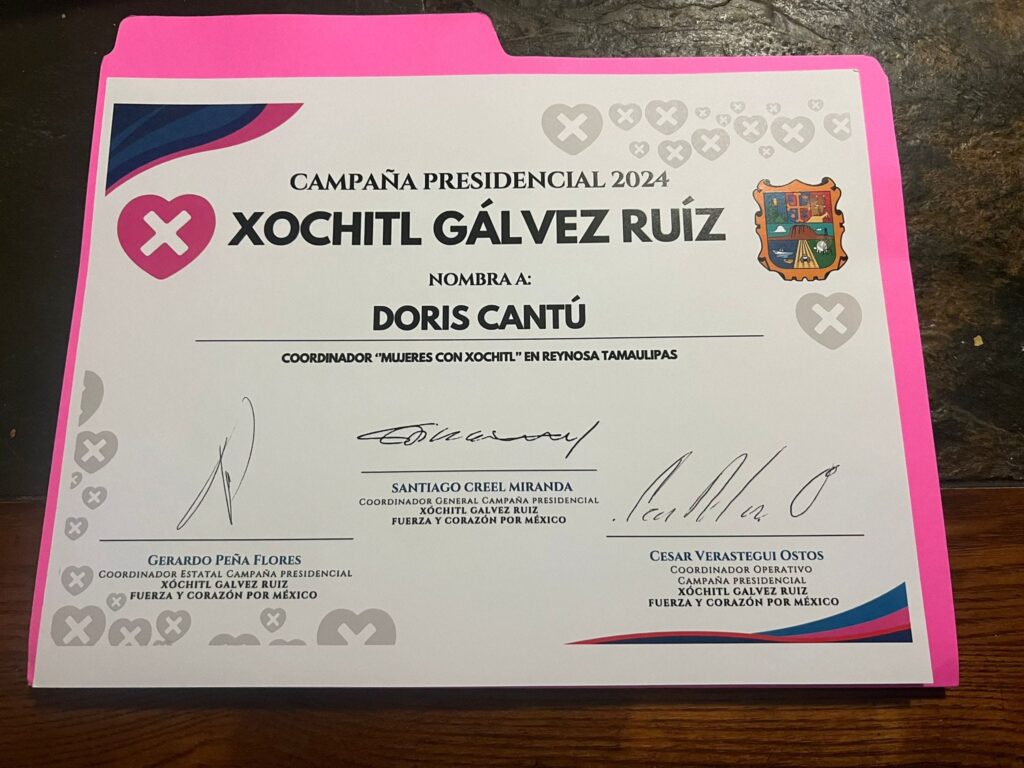 CAMPAÑA PRESIDENCIAL 2024
XOCHITL GÁLVEZ RUÍZ
NOMBRA A:
DORIS CANTÚ
COORDINADOR “MUJERES CON XOCHITL” EN REYNOSA TAMAULIPAS
SANTIAGO CREEL MIRANDA
COORDINADOR GENERAL CAMPAÑA PRESIDENCIAL
XÓCHITL GALVEZ RUIZ
FUERZA Y CORAZÓN POR MÉXICO
GERARDO PEÑA FLORES
COORDINADOR ESTATAL CAMPAÑA PRESIDENCIAL
XÓCHITL GALVEZ RUIZ
FUERZA Y CORAZÓN POR MÉXICO
CESAR VERASTEGUI OSTOS
COORDINADOR OPERATIVO
CAMPAÑA PRESIDENCIAL
XÓCHITL GALVEZ RUIZ
FUERZA Y CORAZÓN POR MÉXICO